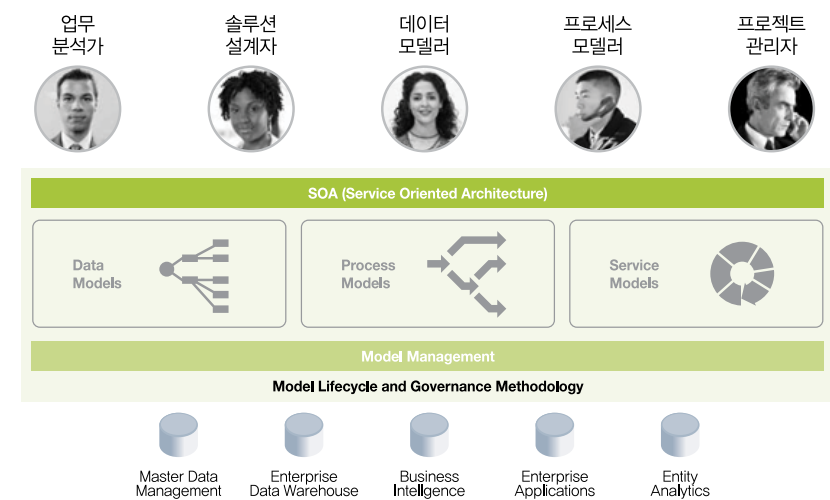 업무
분석가
솔루션
설계자
데이터
모델러
프로세스
모델러
프로젝트
관리자
SOA (Service Oriented Architecture)
Data
Models
Process
Models
Service
Models
Model Management
Model Lifecycle and Governance Methodology
Master Data
Management
Enterprise
Data Warehouse
Business
Intelligence
Enterprise
Applications
Entity
Analytics